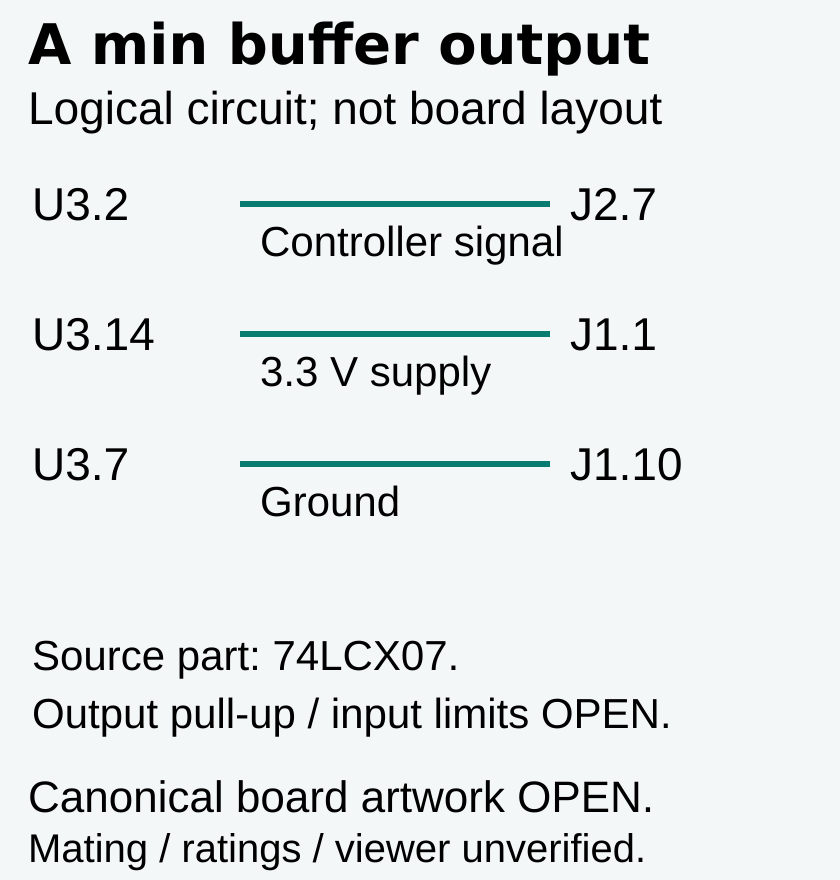 A min buffer output
Logical circuit; not board layout
U3.2 J2.7
Controller signal
U3.14 J1.1
3.3 V supply
U3.7 J1.10
Ground
Source part: 74LCX07.
Output pull-up / input limits OPEN.
Canonical board artwork OPEN.
Mating / ratings / viewer unverified.